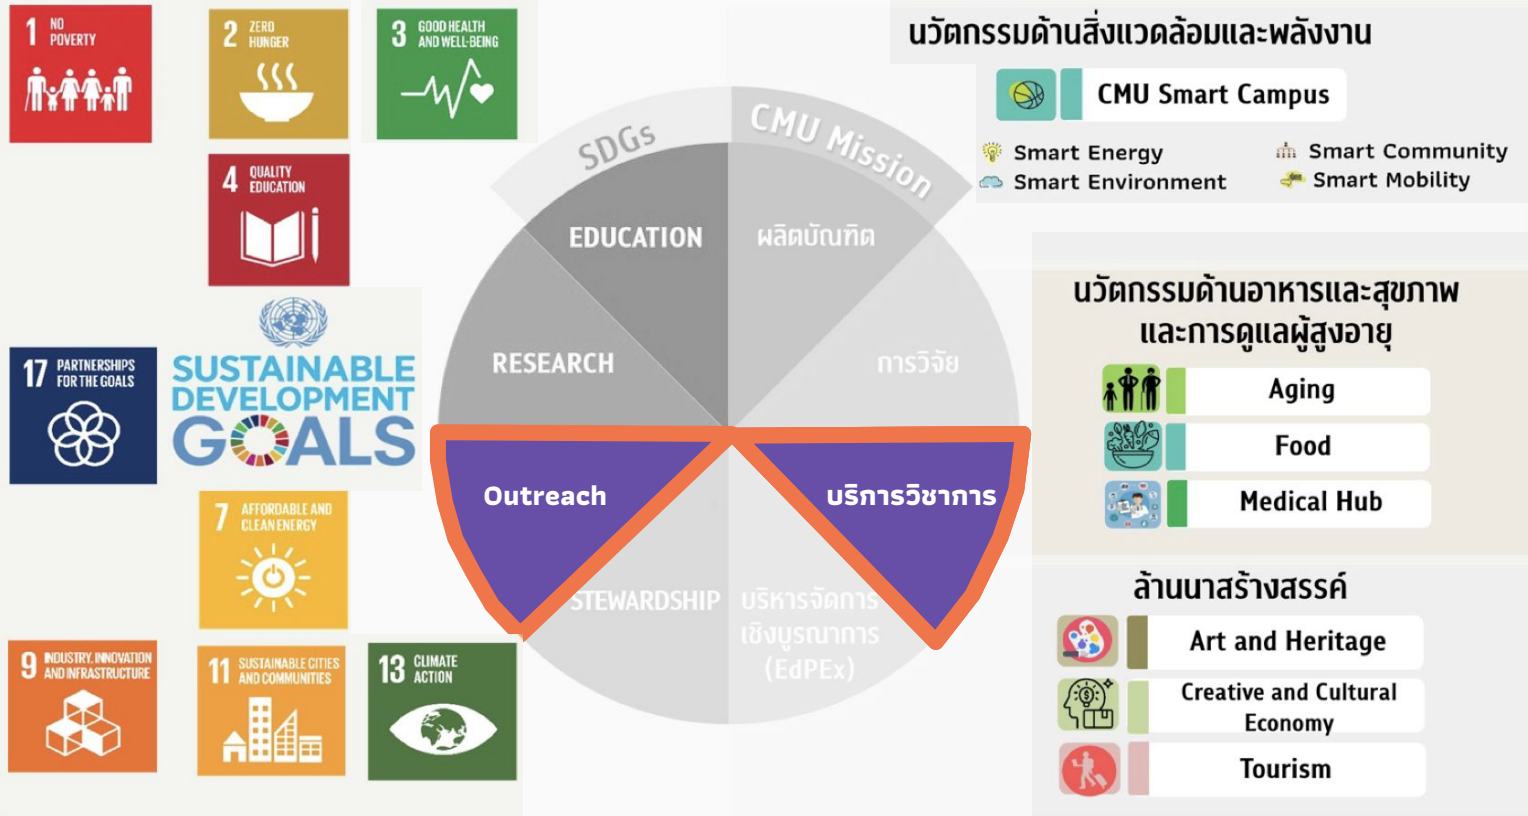 1 NO
POVERTY
2 ZERO
HUNGER
3 GOOD HEALTH
AND WELL-BEING
4 QUALITY
EDUCATION
17 PARTNERSHIPS
FOR THE GOALS
SUSTAINABLE
DEVELOPMENT
GOALS
7 AFFORDABLE AND
CLEAN ENERGY
9 INDUSTRY, INNOVATION
AND INFRASTRUCTURE
11 SUSTAINABLE CITIES
AND COMMUNITIES
13 CLIMATE
ACTION
SDGs
CMU Mission
EDUCATION
ผลิตบัณฑิต
RESEARCH
การวิจัย
Outreach
บริการวิชาการ
STEWARDSHIP
บริหารจัดการ
เชิงบูรณาการ
(EdPEx)
นวัตกรรมด้านสิ่งแวดล้อมและพลังงาน
CMU Smart Campus
Smart Energy
Smart Community
Smart Environment
Smart Mobility
นวัตกรรมด้านอาหารและสุขภาพ
และการดูแลผู้สูงอายุ
Aging
Food
Medical Hub
ล้านนาสร้างสรรค์
Art and Heritage
Creative and Cultural
Economy
Tourism